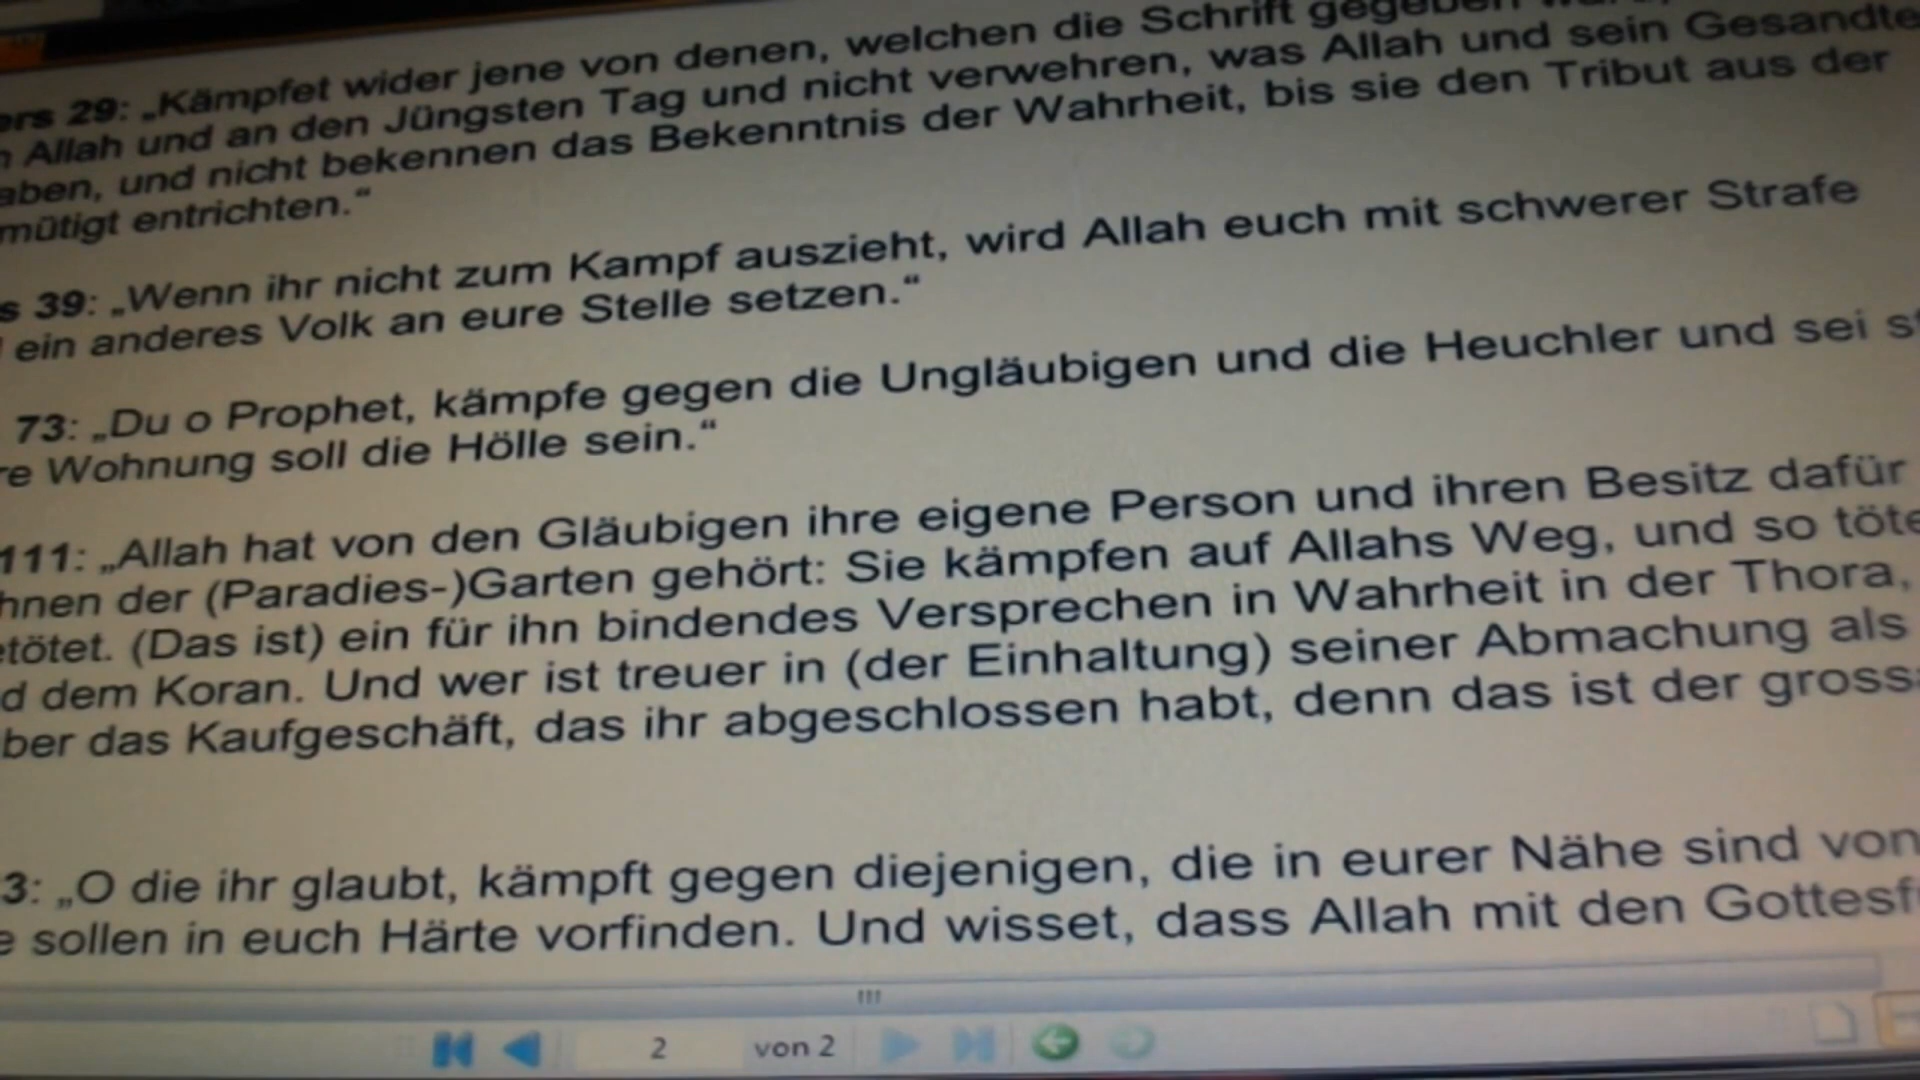 ers 29: „Kämpfet wider jene von denen, welchen die Schrift
Allah und an den Jüngsten Tag und nicht verwehren, was Allah und sein Gesandte
aben, und nicht bekennen das Bekenntnis der Wahrheit, bis sie den Tribut aus der
mütigt entrichten.“
s 39: „Wenn ihr nicht zum Kampf auszieht, wird Allah euch mit schwerer Strafe
ein anderes Volk an eure Stelle setzen.“
73: „Du o Prophet, kämpfe gegen die Ungläubigen und die Heuchler und sei
re Wohnung soll die Hölle sein.“
111: „Allah hat von den Gläubigen ihre eigene Person und ihren Besitz dafür
hnen der (Paradies-)Garten gehört: Sie kämpfen auf Allahs Weg, und so töte
tötet. (Das ist) ein für ihn bindendes Versprechen in Wahrheit in der Thora,
d dem Koran. Und wer ist treuer in (der Einhaltung) seiner Abmachung als
ber das Kaufgeschäft, das ihr abgeschlossen habt, denn das ist der gross
3: „O die ihr glaubt, kämpft gegen diejenigen, die in eurer Nähe sind von
e sollen in euch Härte vorfinden. Und wisset, dass Allah mit den Gottesf
2 von 2